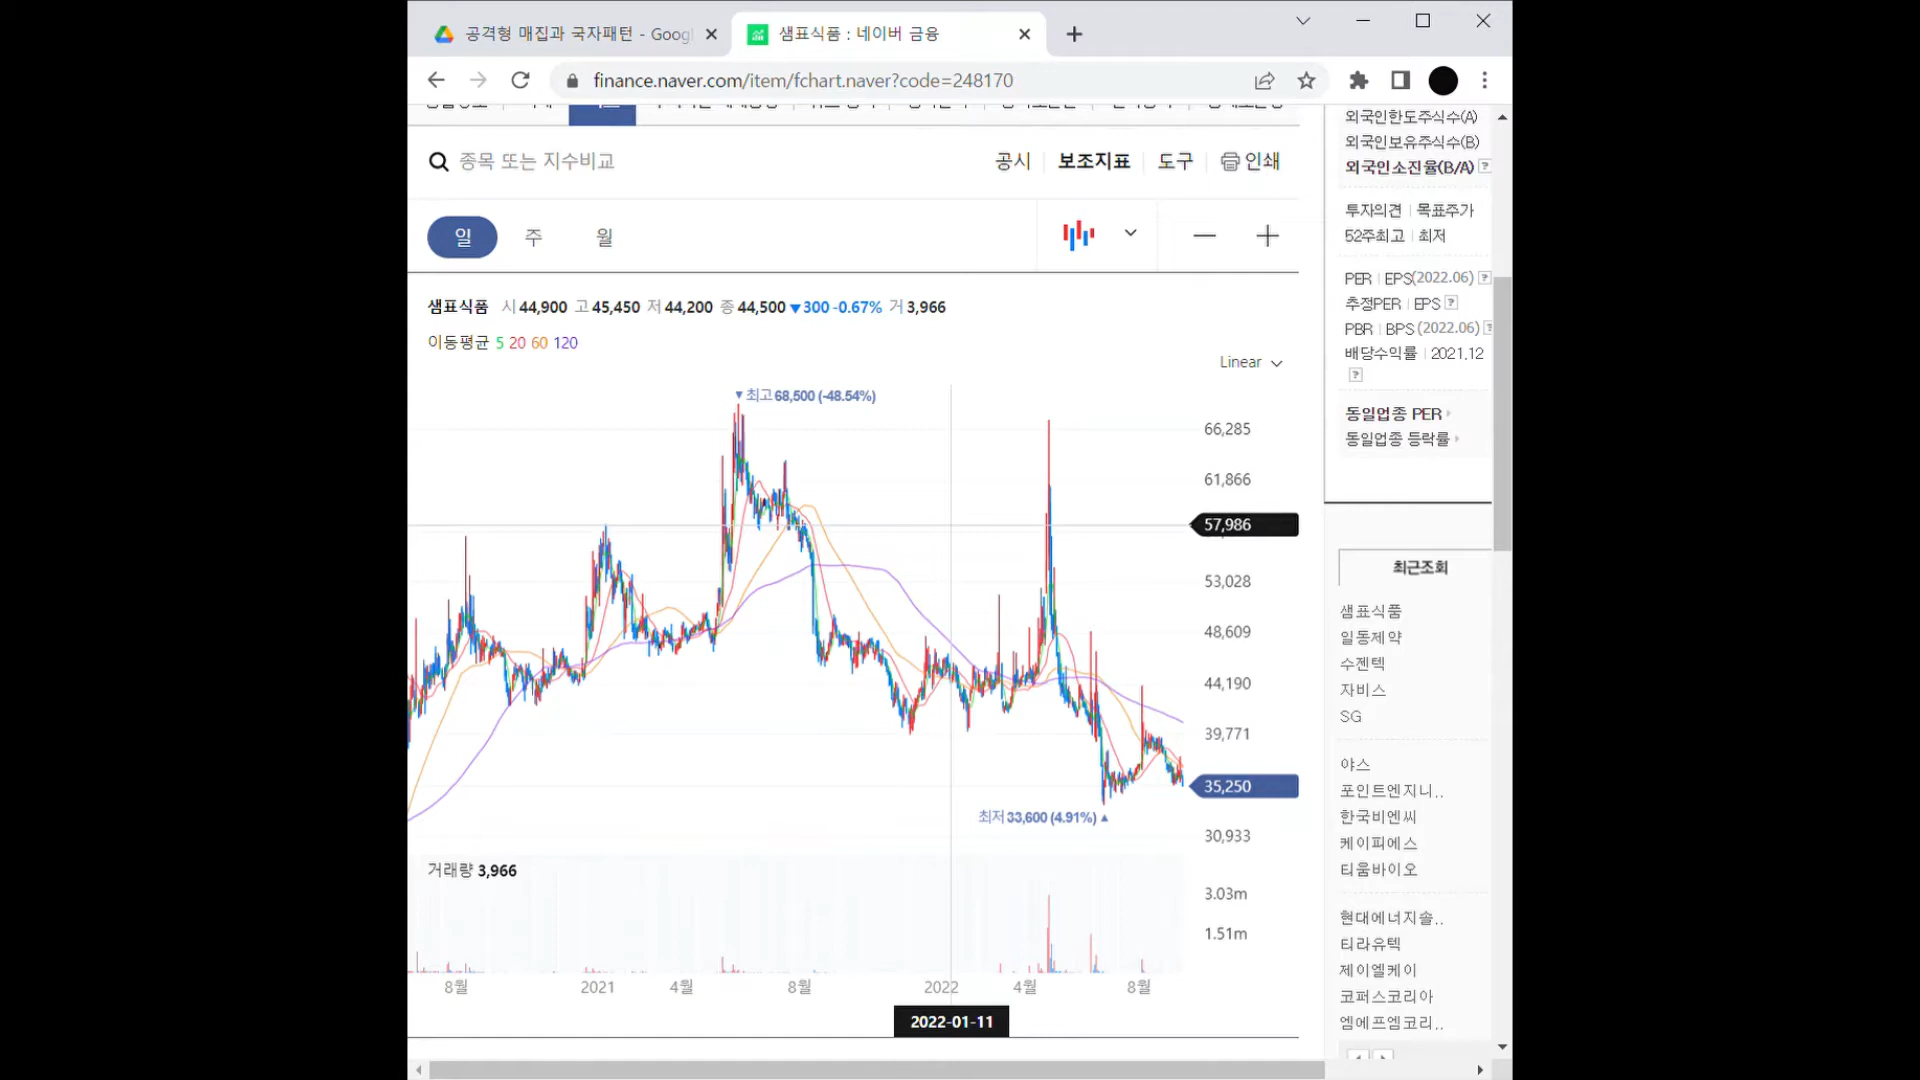 공격형 매집과 국자패턴 - Goog
샘표식품 : 네이버 금융
finance.naver.com/item/fchart.naver?code=248170
종목 또는 지수비교
공시
보조지표
도구
인쇄
일
주
월
샘표식품 시 44,900 고 45,450 저 44,200 종 44,500 ▼300 -0.67% 거 3,966
이동평균 5 20 60 120
Linear
▼최고 68,500 (-48.54%)
66,285
61,866
57,986
53,028
48,609
44,190
39,771
35,250
최저 33,600 (4.91%) ▲
30,933
거래량 3,966
3.03m
1.51m
8월
2021
4월
8월
2022
4월
8월
2022-01-11
외국인한도주식수(A)
외국인보유주식수(B)
외국인소진율(B/A) ?
투자의견 | 목표주가
52주최고 | 최저
PER | EPS(2022.06) ?
추정PER | EPS ?
PBR | BPS (2022.06) ?
배당수익률 | 2021.12
?
동일업종 PER
동일업종 등락률
최근조회
샘표식품
일동제약
수젠텍
자비스
SG
야스
포인트엔지니..
한국비엔씨
케이피에스
티움바이오
현대에너지솔..
티라유텍
제이엘케이
코퍼스코리아
엠에프엠코리..